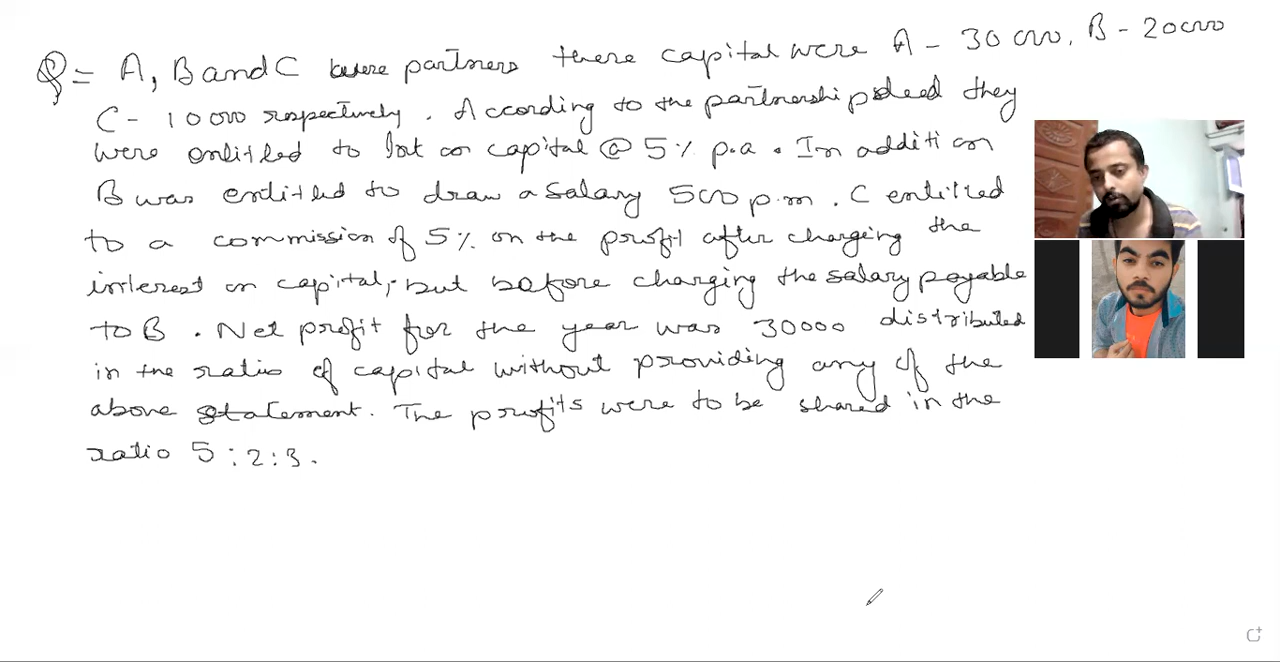 Q= A, B and C were partners there capital were A - 30000, B - 20000
C - 10000 respectively. Acording to the partnership deed they
were entitled to Int on capital @ 5% p.a. In addition
B was entitled to draw a salary 500 p.m. C entitled
to a commission of 5% on the profit after charging the
interest on capital, but before charging the salary payable
to B. Net profit for the year was 30000 distributed
in the ratio of capital without providing any of the
above statement. The profits were to be shared in the
ratio 5:2:3.